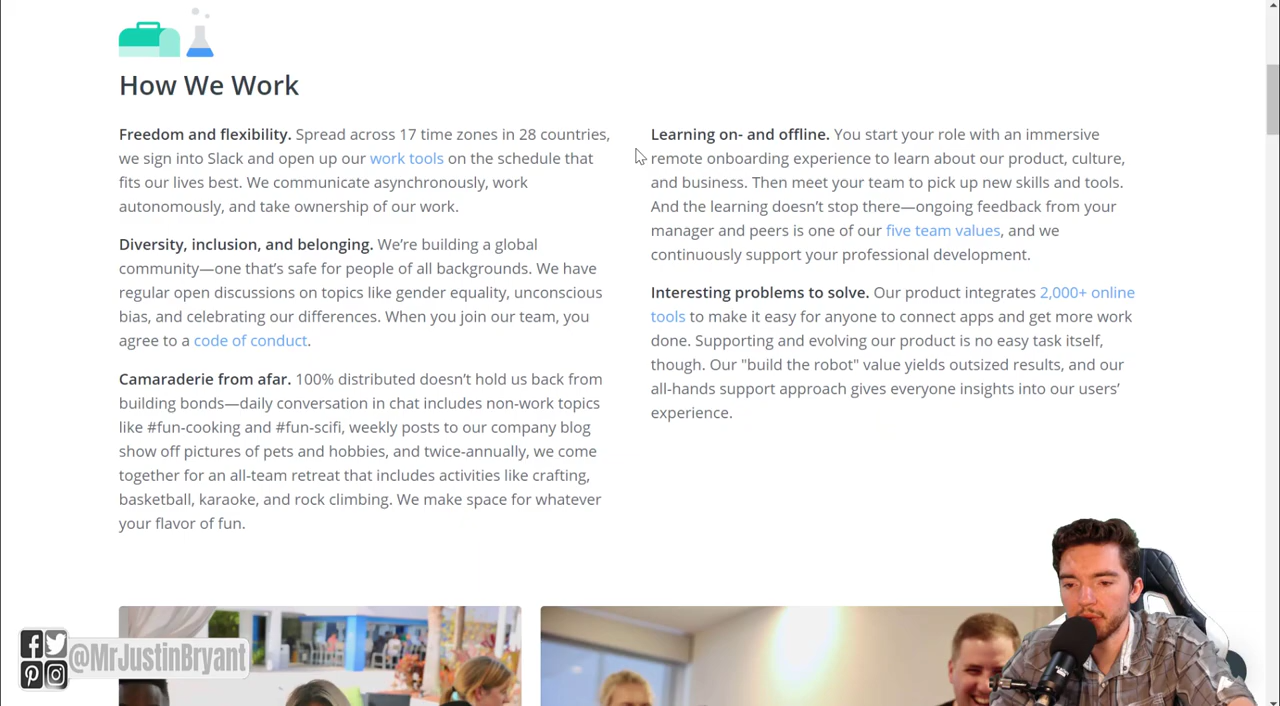 How We Work
Freedom and flexibility. Spread across 17 time zones in 28 countries,
we sign into Slack and open up our work tools on the schedule that
fits our lives best. We communicate asynchronously, work
autonomously, and take ownership of our work.
Diversity, inclusion, and belonging. We’re building a global
community—one that’s safe for people of all backgrounds. We have
regular open discussions on topics like gender equality, unconscious
bias, and celebrating our differences. When you join our team, you
agree to a code of conduct.
Camaraderie from afar. 100% distributed doesn’t hold us back from
building bonds—daily conversation in chat includes non-work topics
like #fun-cooking and #fun-scifi, weekly posts to our company blog
show off pictures of pets and hobbies, and twice-annually, we come
together for an all-team retreat that includes activities like crafting,
basketball, karaoke, and rock climbing. We make space for whatever
your flavor of fun.
Learning on- and offline. You start your role with an immersive
remote onboarding experience to learn about our product, culture,
and business. Then meet your team to pick up new skills and tools.
And the learning doesn’t stop there—ongoing feedback from your
manager and peers is one of our five team values, and we
continuously support your professional development.
Interesting problems to solve. Our product integrates 2,000+ online
tools to make it easy for anyone to connect apps and get more work
done. Supporting and evolving our product is no easy task itself,
though. Our "build the robot" value yields outsized results, and our
all-hands support approach gives everyone insights into our users’
experience.
@MrJustinBryant